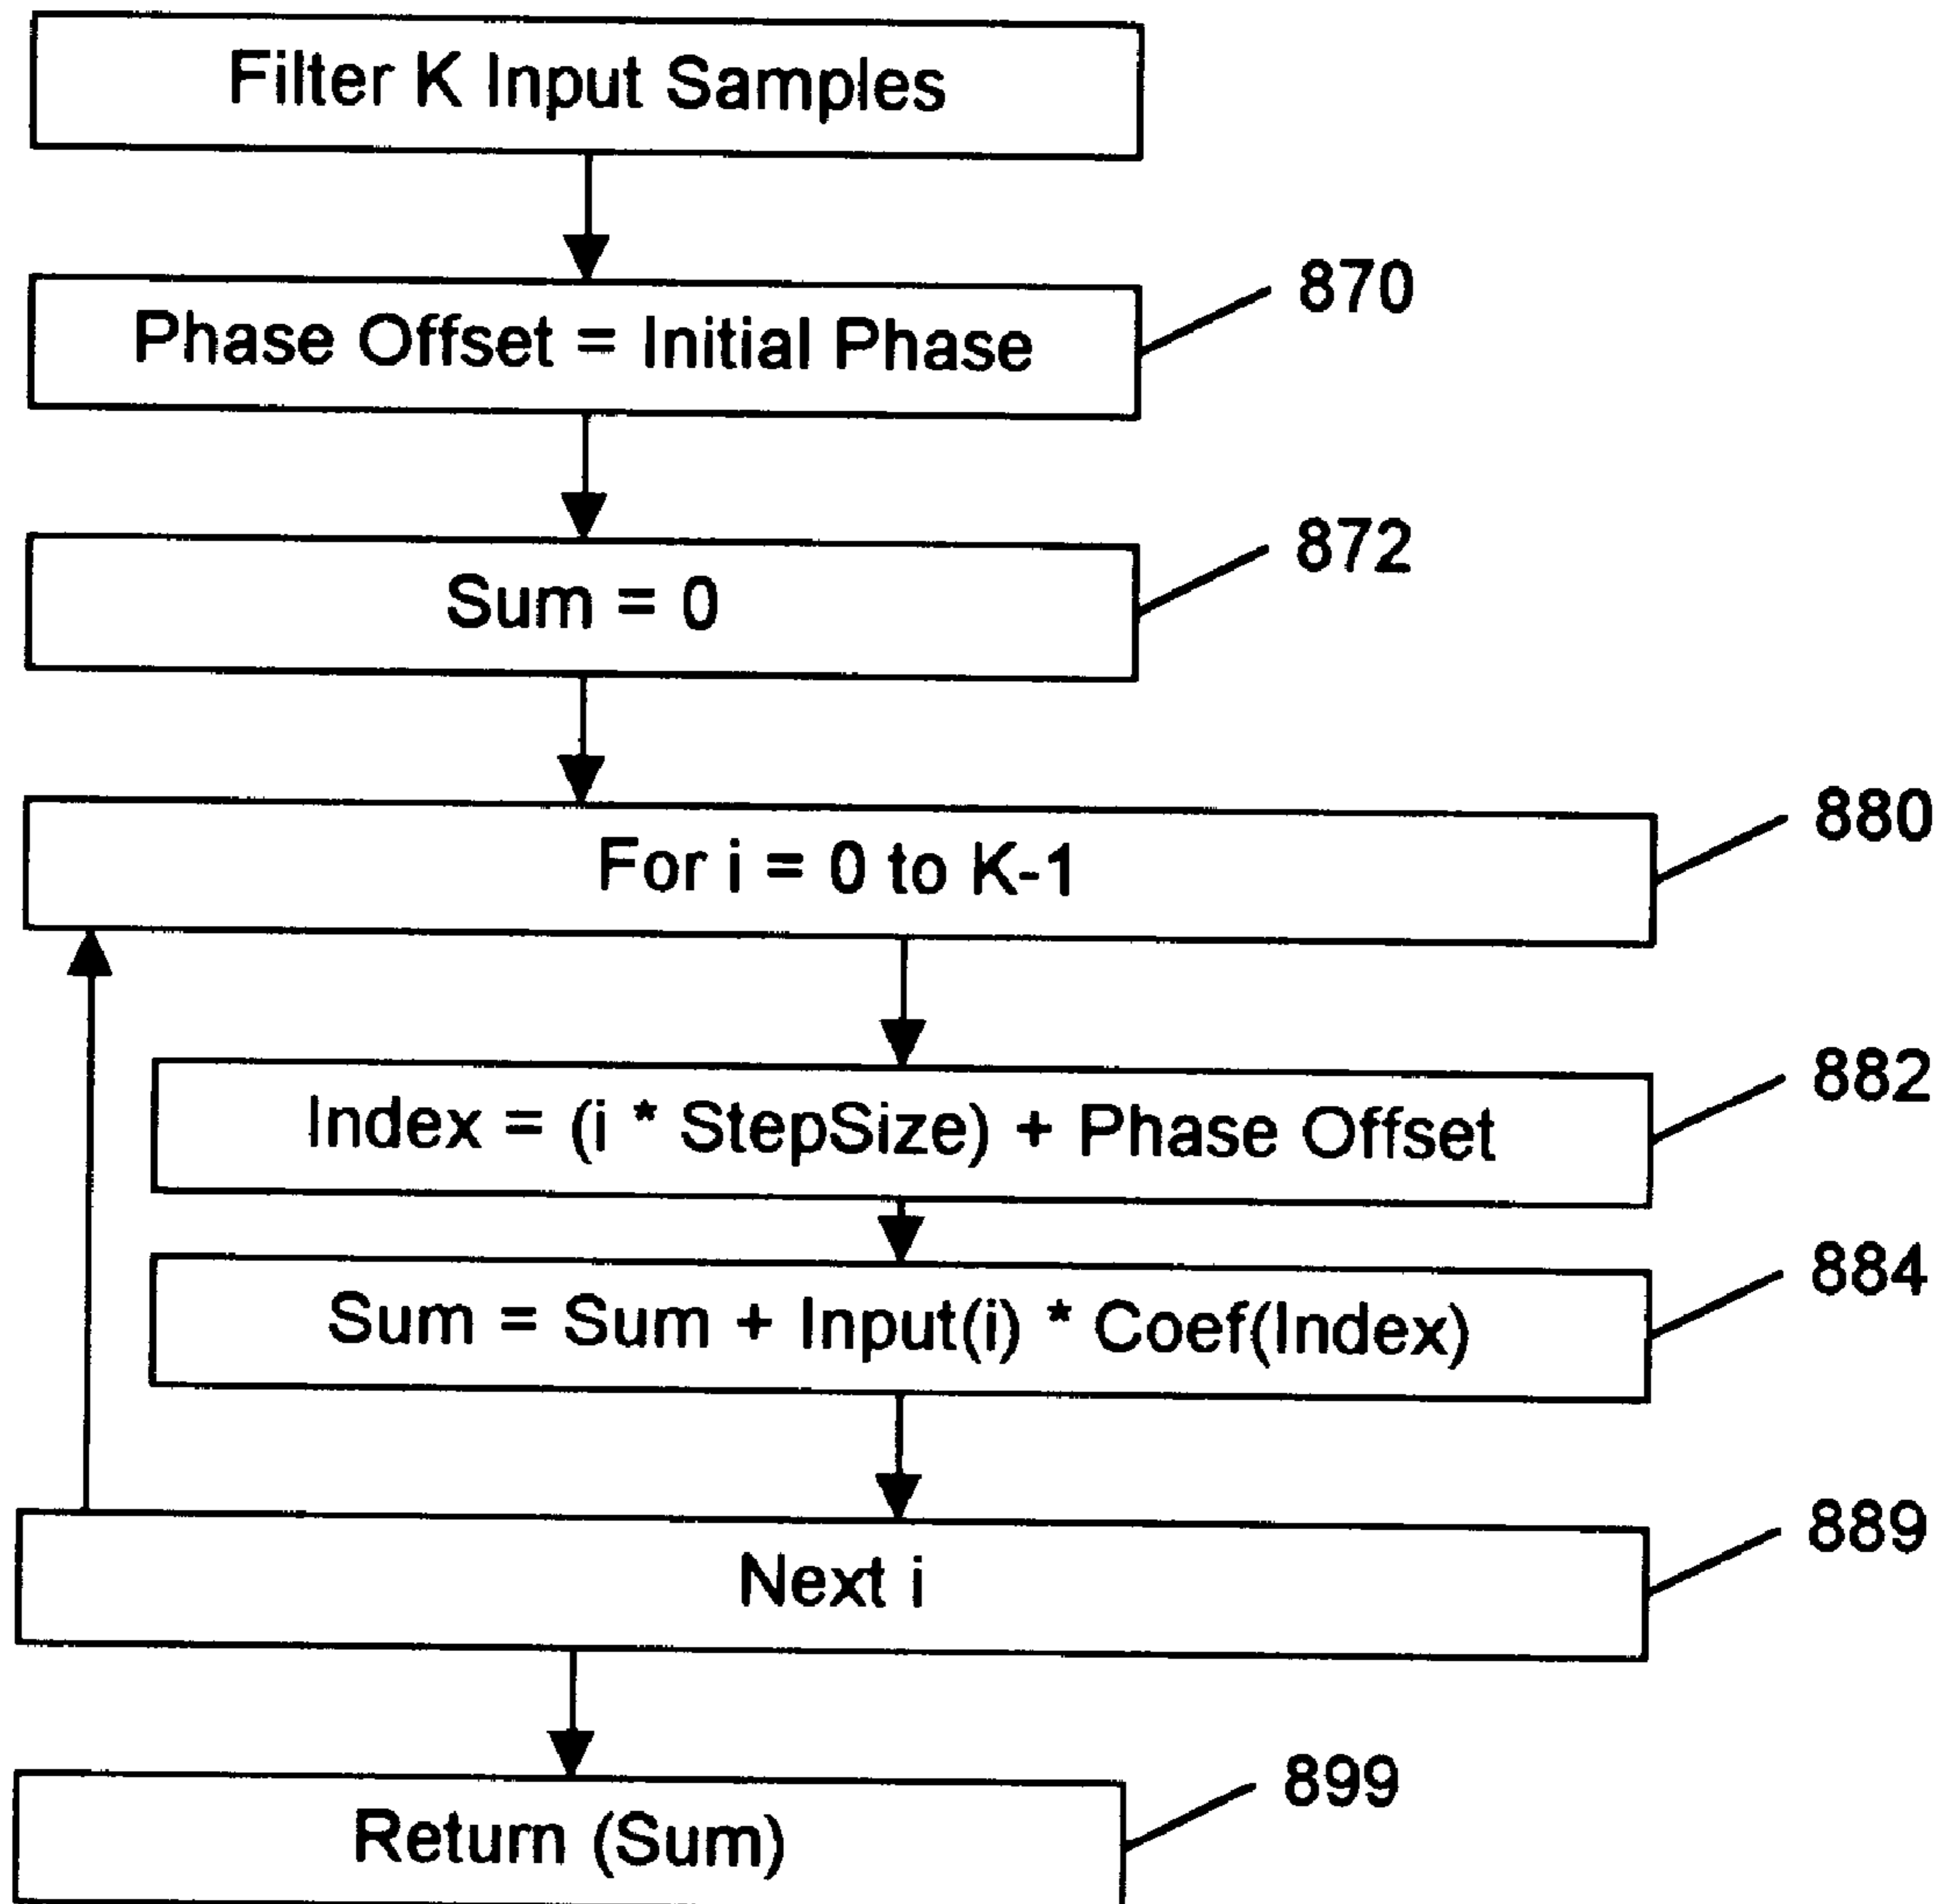 Filter K Input Samples
Phase Offset = Initial Phase
870
Sum = 0
872
For i = 0 to K-1
880
Index = (i * StepSize) + Phase Offset
882
Sum = Sum + Input(i) * Coef(Index)
884
Next i
889
Return (Sum)
899